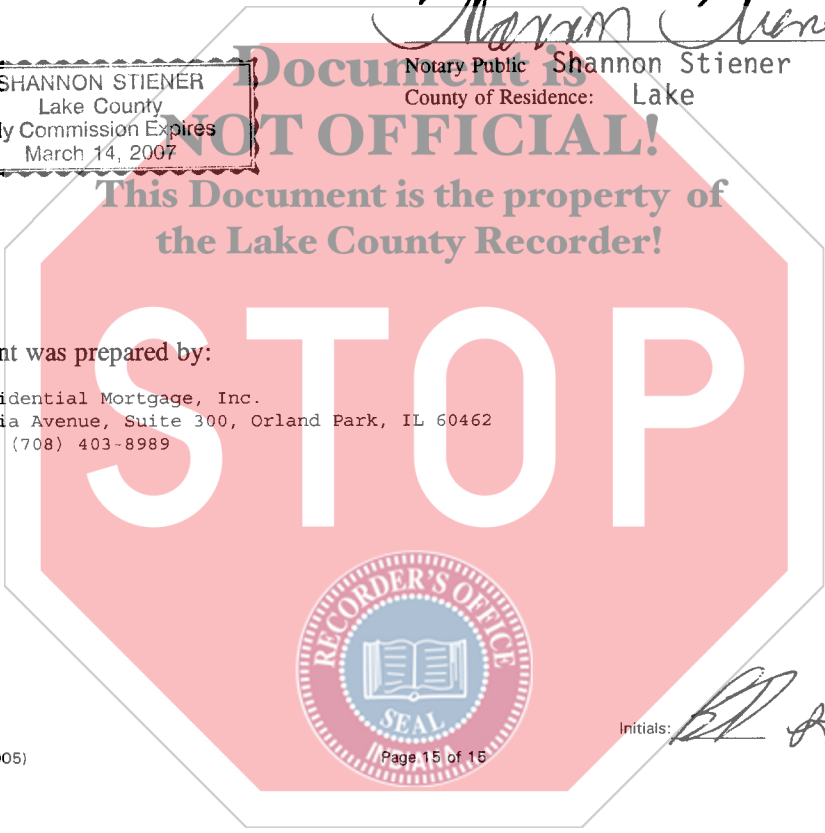 Shannon Stiener
Document is
Notary Public Shannon Stiener
County of Residence: Lake
SHANNON STIENER
Lake County
y Commission Expires
March 14, 2007
NOT OFFICIAL!
This Document is the property of
the Lake County Recorder!
STOP
nt was prepared by:
idential Mortgage, Inc.
ia Avenue, Suite 300, Orland Park, IL 60462
(708) 403-8989
RECORDER'S OFFICE
SEAL
INDIANA
Initials:
005)
Page 15 of 15